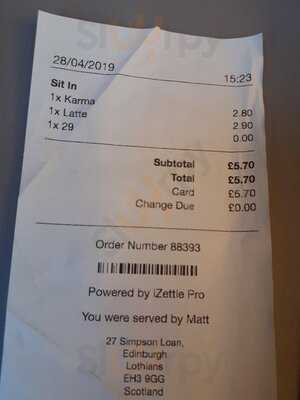 28/04/2019 15:23
Sit In
1x Karma 2.80
1x Latte 2.90
1x 29 0.00
Subtotal £5.70
Total £5.70
Card £5.70
Change Due £0.00
Order Number 88393
Powered by iZettle Pro
You were served by Matt
27 Simpson Loan,
Edinburgh
Lothians
EH3 9GG
Scotland